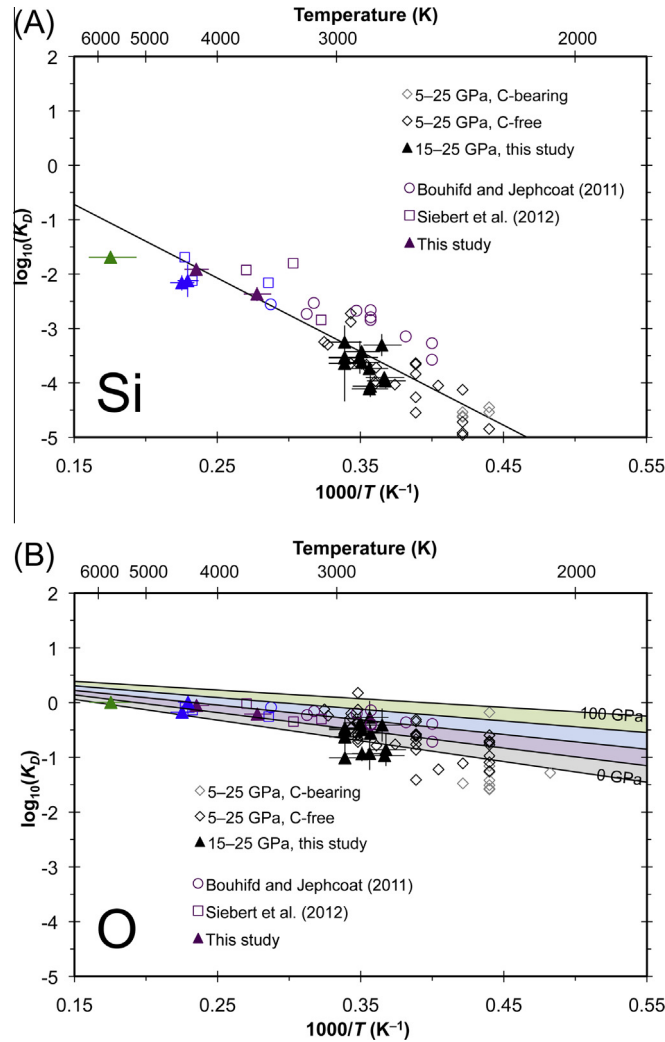 (A)
Temperature (K)
6000 5000 4000 3000 2000
2
1
0
-1
-2
-3
-4
-5
log₁₀(K_D)
5–25 GPa, C-bearing
5–25 GPa, C-free
15–25 GPa, this study
Bouhifd and Jephcoat (2011)
Siebert et al. (2012)
This study
Si
0.15 0.25 0.35 0.45 0.55
1000/T (K⁻¹)
(B)
Temperature (K)
6000 5000 4000 3000 2000
2
1
0
-1
-2
-3
-4
-5
log₁₀(K_D)
100 GPa
0 GPa
5–25 GPa, C-bearing
5–25 GPa, C-free
15–25 GPa, this study
Bouhifd and Jephcoat (2011)
Siebert et al. (2012)
This study
O
0.15 0.25 0.35 0.45 0.55
1000/T (K⁻¹)